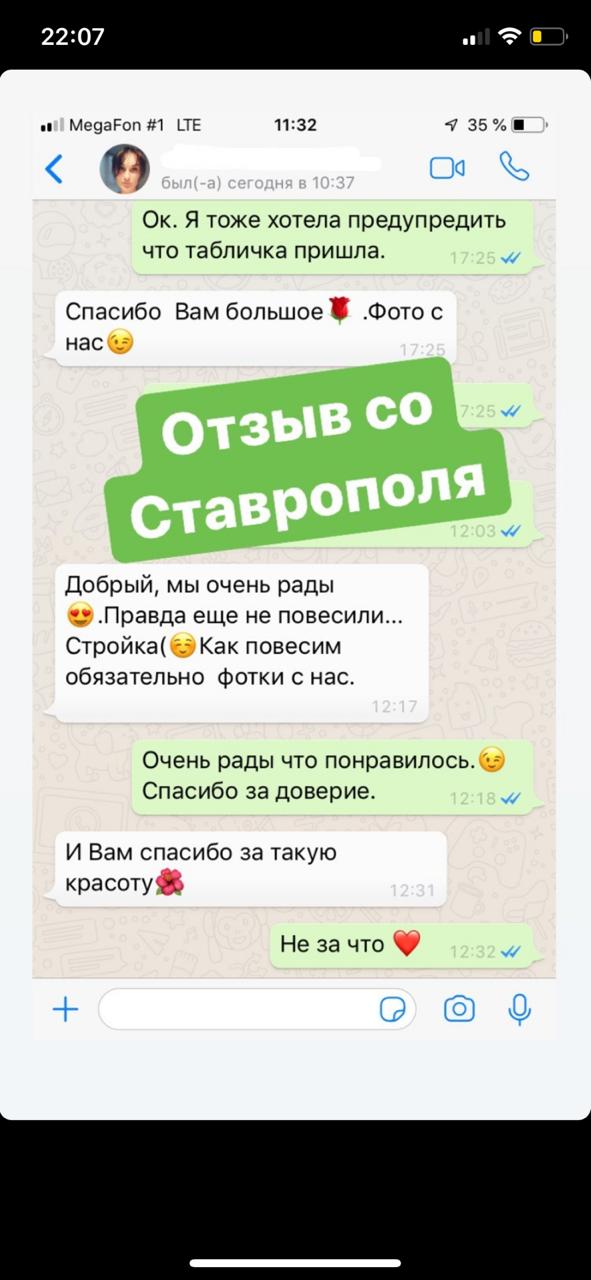 22:07
MegaFon #1 LTE 11:32 35 %
был(-а) сегодня в 10:37
Ок. Я тоже хотела предупредить
что табличка пришла.
17:25
Спасибо  Вам большое🌹 .Фото с
нас😉
17:25
7:25
Отзыв со
Ставрополя
12:03
Добрый, мы очень рады
😍.Правда еще не повесили...
Стройка(☺️Как повесим
обязательно  фотки с нас.
12:17
Очень рады что понравилось.😉
Спасибо за доверие.
12:18
И Вам спасибо за такую
красоту🌺
12:31
Не за что ❤️
12:32